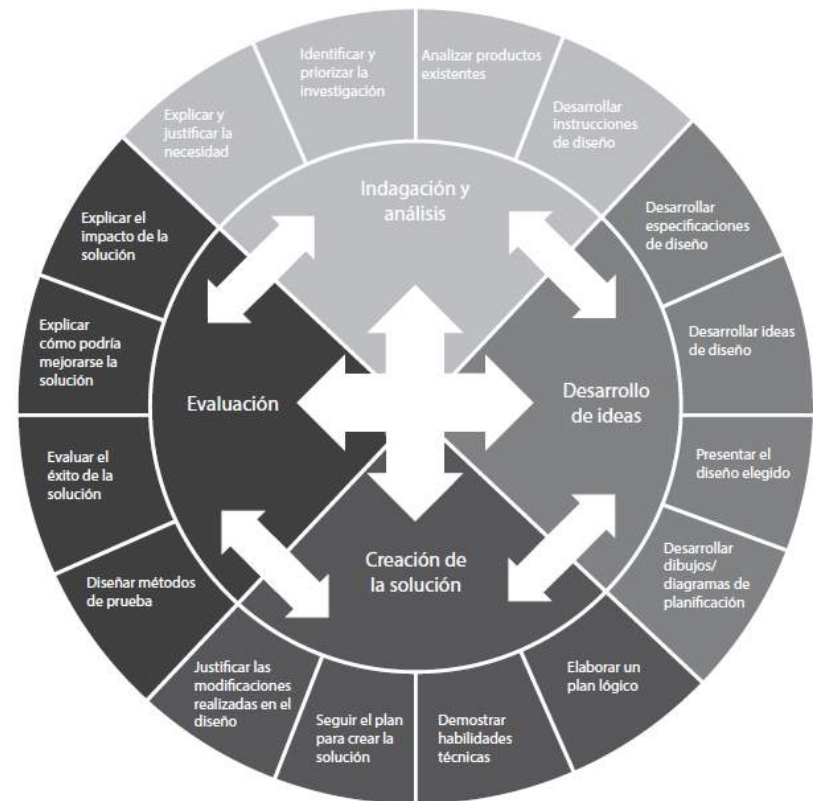 Explicar y
justificar la
necesidad
Identificar y
priorizar la
investigación
Analizar productos
existentes
Desarrollar
instrucciones
de diseño
Indagación y
análisis
Desarrollar
especificaciones
de diseño
Desarrollar ideas
de diseño
Presentar el
diseño elegido
Desarrollar
dibujos/
diagramas de
planificación
Desarrollo
de ideas
Elaborar un
plan lógico
Demostrar
habilidades
técnicas
Seguir el plan
para crear la
solución
Justificar las
modificaciones
realizadas en el
diseño
Creación de
la solución
Diseñar métodos
de prueba
Evaluar el
éxito de la
solución
Explicar
cómo podría
mejorarse la
solución
Explicar el
impacto de la
solución
Evaluación